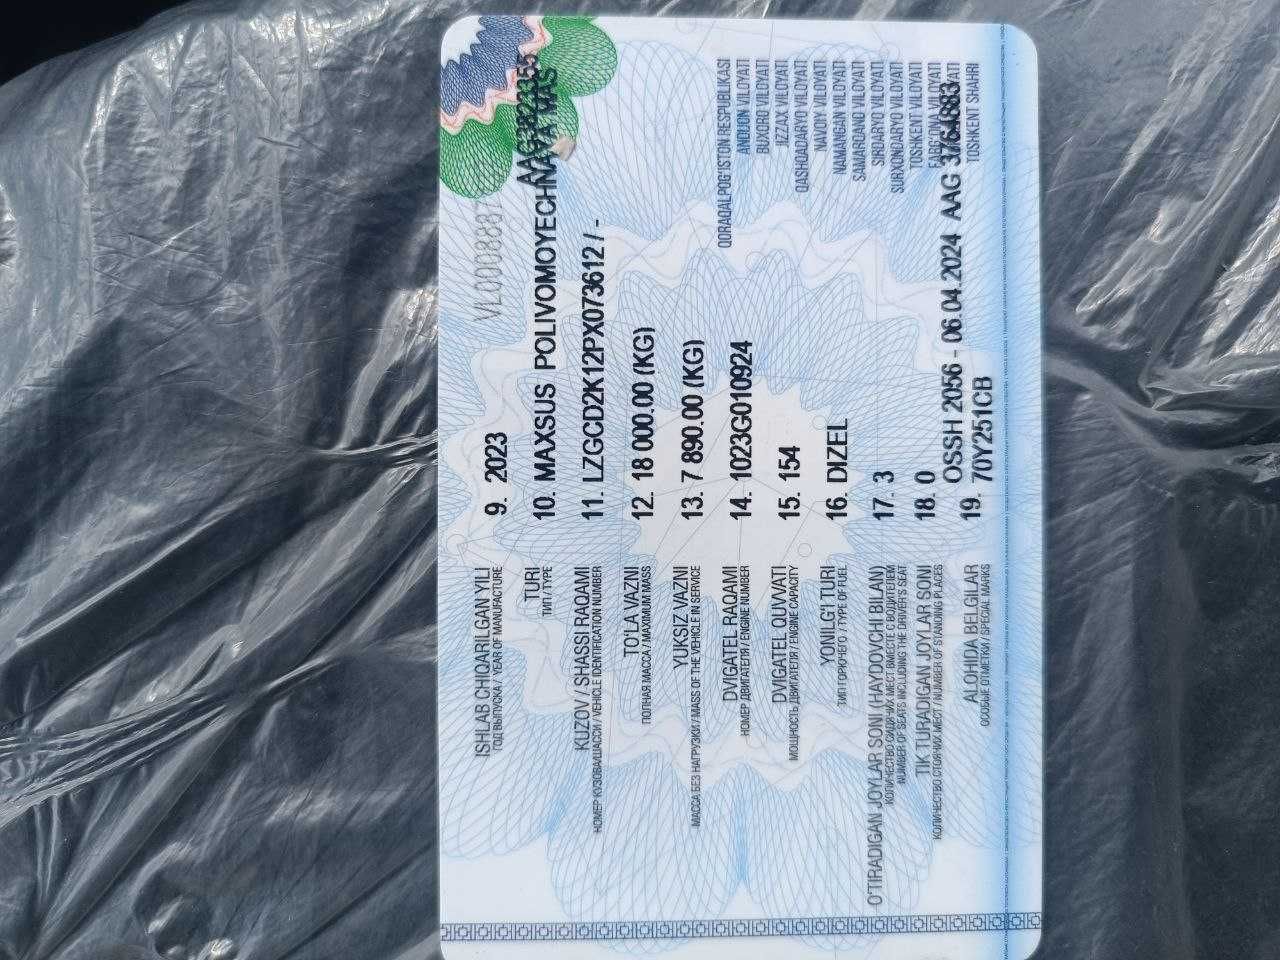 ISHLAB CHIQARILGAN YILI
ГОД ВЫПУСКА / YEAR OF MANUFACTURE
9. 2023
TURI
ТИП / TYPE
10. MAXSUS POLIVOMOYECHNAYA MAS
KUZOV / SHASSI RAQAMI
НОМЕР КУЗОВА/ШАССИ / VEHICLE IDENTIFICATION NUMBER
11. LZGCD2K12PX073612 / -
TO'LA VAZNI
ПОЛНАЯ МАССА / MAXIMUM MASS
12. 18 000.00 (KG)
YUKSIZ VAZNI
МАССА БЕЗ НАГРУЗКИ / MASS OF THE VEHICLE IN SERVICE
13. 7 890.00 (KG)
DVIGATEL RAQAMI
НОМЕР ДВИГАТЕЛЯ / ENGINE NUMBER
14. 1023G010924
DVIGATEL QUVVATI
МОЩНОСТЬ ДВИГАТЕЛЯ / ENGINE CAPACITY
15. 154
YONILG'I TURI
ТИП ГОРЮЧЕГО / TYPE OF FUEL
16. DIZEL
O'TIRADIGAN JOYLAR SONI (HAYDOVCHI BILAN)
КОЛИЧЕСТВО СИДЯЧИХ МЕСТ ВМЕСТЕ С ВОДИТЕЛЕМ
NUMBER OF SEATS INCLUDING THE DRIVER'S SEAT
17. 3
TIK TURADIGAN JOYLAR SONI
КОЛИЧЕСТВО СТОЯЧИХ МЕСТ / NUMBER OF STANDING PLACES
18. 0
ALOHIDA BELGILAR
ОСОБЫЕ ОТМЕТКИ / SPECIAL MARKS
OSSH 2056 - 06.04.2024 AAG 3764883
19. 70Y251CB
QORAQALPOG'ISTON RESPUBLIKASI
ANDIJON VILOYATI
BUXORO VILOYATI
JIZZAX VILOYATI
QASHQADARYO VILOYATI
NAVOIY VILOYATI
NAMANGAN VILOYATI
SAMARQAND VILOYATI
SIRDARYO VILOYATI
SURXONDARYO VILOYATI
TOSHKENT VILOYATI
FARG'ONA VILOYATI
TOSHKENT SHAHRI